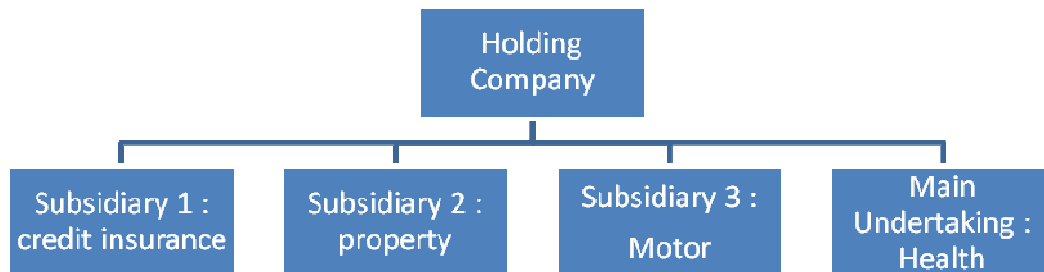 Holding
Company
Subsidiary 1 :
credit insurance
Subsidiary 2 :
property
Subsidiary 3 :
Motor
Main
Undertaking :
Health